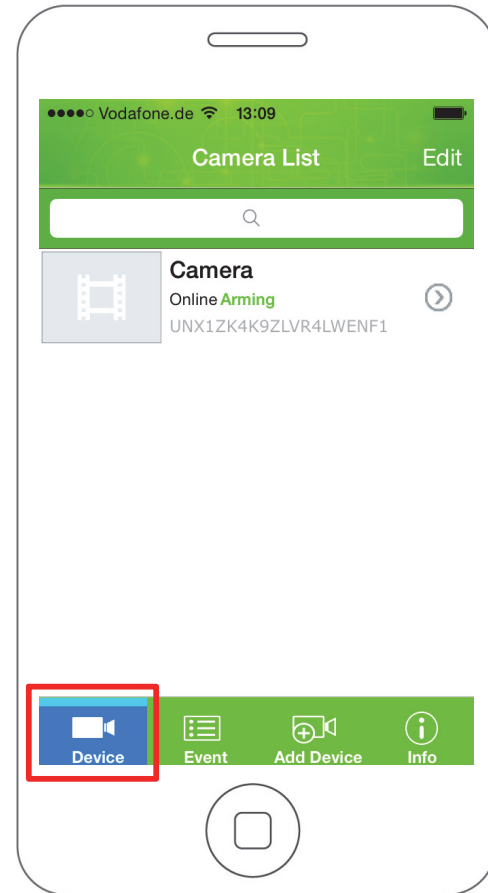 Vodafone.de 13:09
Camera List Edit
Camera
Online Arming
UNX1ZK4K9ZLVR4LWENF1
Device Event Add Device Info